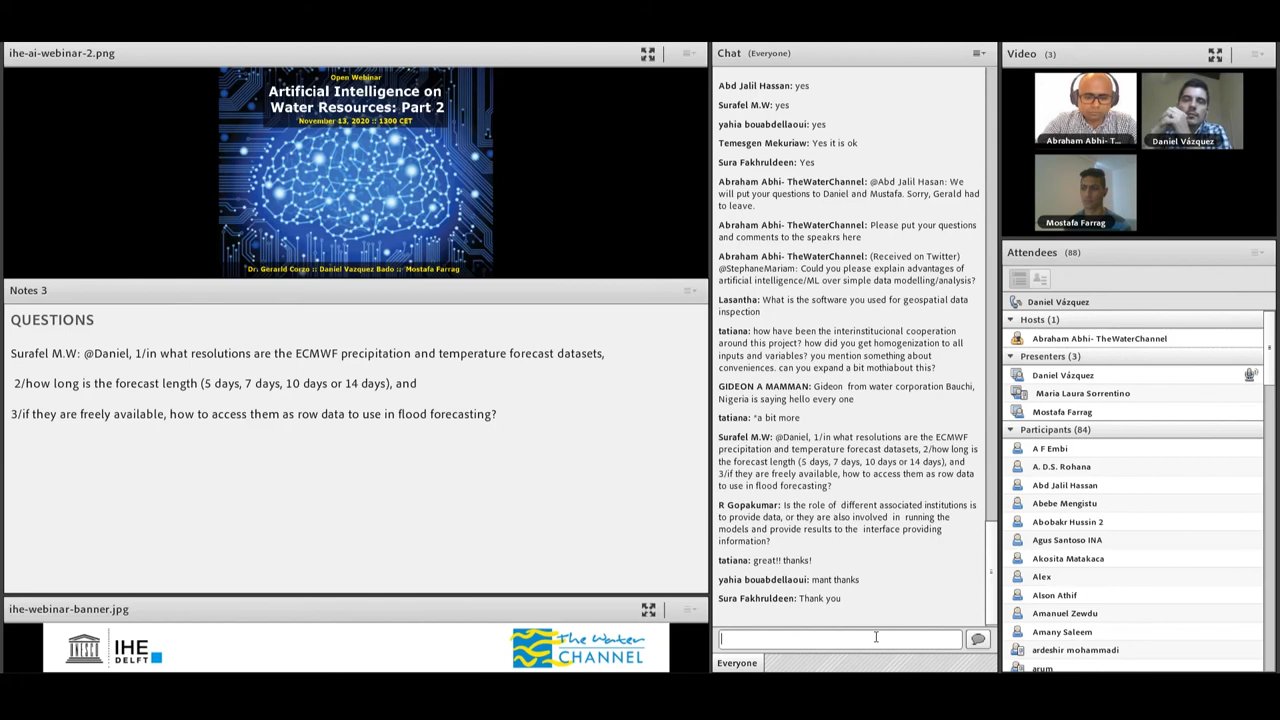 ihe-ai-webinar-2.png
Open Webinar
Artificial Intelligence on
Water Resources: Part 2
November 13, 2020 :: 1300 CET
Dr. Gerarld Corzo :: Daniel Vazquez Bado :: Mostafa Farrag
Notes 3
QUESTIONS
Surafel M.W: @Daniel, 1/in what resolutions are the ECMWF precipitation and temperature forecast datasets,
2/how long is the forecast length (5 days, 7 days, 10 days or 14 days), and
3/if they are freely available, how to access them as row data to use in flood forecasting?
ihe-webinar-banner.jpg
UNESCO
IHE
DELFT
The Water
CHANNEL
Chat (Everyone)
Abd Jalil Hassan: yes
Surafel M.W: yes
yahia bouabdellaoui: yes
Temesgen Mekuriaw: Yes it is ok
Sura Fakhruldeen: Yes
Abraham Abhi- TheWaterChannel: @Abd Jalil Hasan: We
will put your questions to Daniel and Mustafa. Sorry, Gerald had
to leave.
Abraham Abhi- TheWaterChannel: Please put your questions
and comments to the speakrs here
Abraham Abhi- TheWaterChannel: (Received on Twitter)
@StephaneMariam: Could you please explain advantages of
artificial intelligence/ML over simple data modelling/analysis?
Lasantha: What is the software you used for geospatial data
inspection
tatiana: how have been the interinstitucional cooperation
around this project? how did you get homogenization to all
inputs and variables? you mention something about
conveniences. can you expand a bit mothiabout this?
GIDEON A MAMMAN: Gideon from water corporation Bauchi,
Nigeria is saying hello every one
tatiana: *a bit more
Surafel M.W: @Daniel, 1/in what resolutions are the ECMWF
precipitation and temperature forecast datasets, 2/how long is
the forecast length (5 days, 7 days, 10 days or 14 days), and
3/if they are freely available, how to access them as row data
to use in flood forecasting?
R Gopakumar: Is the role of different associated institutions is
to provide data, or they are also involved in running the
models and provide results to the interface providing
information?
tatiana: great!! thanks!
yahia bouabdellaoui: mant thanks
Sura Fakhruldeen: Thank you
Everyone
Video (3)
Abraham Abhi- T...
Daniel Vázquez
Mostafa Farrag
Attendees (88)
Daniel Vázquez
Hosts (1)
Abraham Abhi- TheWaterChannel
Presenters (3)
Daniel Vázquez
Maria Laura Sorrentino
Mostafa Farrag
Participants (84)
A F Embi
A. D.S. Rohana
Abd Jalil Hassan
Abebe Mengistu
Abobakr Hussin 2
Agus Santoso INA
Akosita Matakaca
Alex
Alson Athif
Amanuel Zewdu
Amany Saleem
ardeshir mohammadi
arum